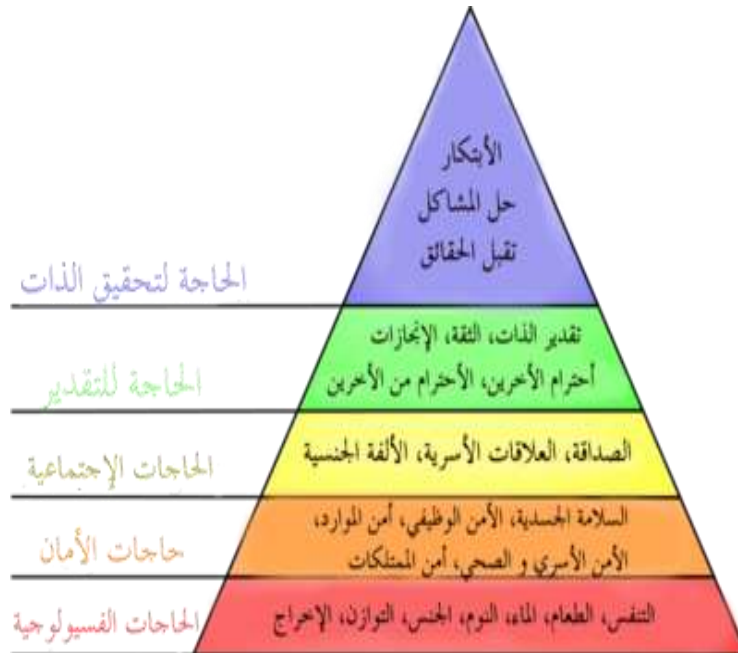 الأبتكار
حل المشاكل
تقبل الحقائق
الحاجة لتحقيق الذات
تقدير الذات، الثقة، الإنجازات
أحترام الأخرين، الأحترام من الأخرين
الحاجة للتقدير
الصداقة، العلاقات الأسرية، الألفة الجنسية
الحاجات الإجتماعية
السلامة الجسدية، الأمن الوظيفي، أمن الموارد،
الأمن الأسري و الصحي، أمن الممتلكات
حاجات الأمان
التنفس، الطعام، الماء، النوم، الجنس، التوازن، الإخراج
الحاجات الفسيولوجية